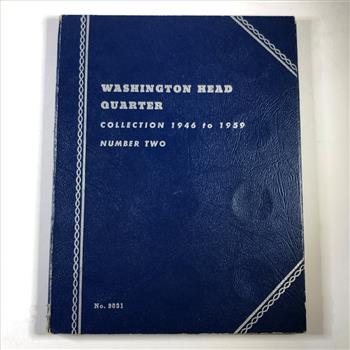 WASHINGTON HEAD
QUARTER
COLLECTION 1946 to 1959
NUMBER TWO
No. 9031